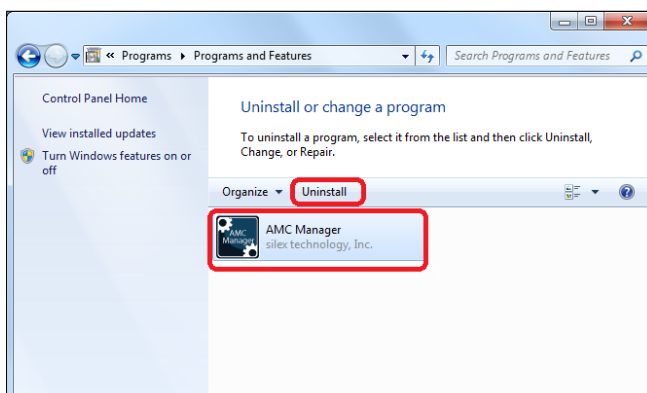 « Programs ▸ Programs and Features
Search Programs and Features
Control Panel Home
View installed updates
Turn Windows features on or
off
Uninstall or change a program
To uninstall a program, select it from the list and then click Uninstall,
Change, or Repair.
Organize Uninstall
AMC
Manager
AMC Manager
silex technology, Inc.